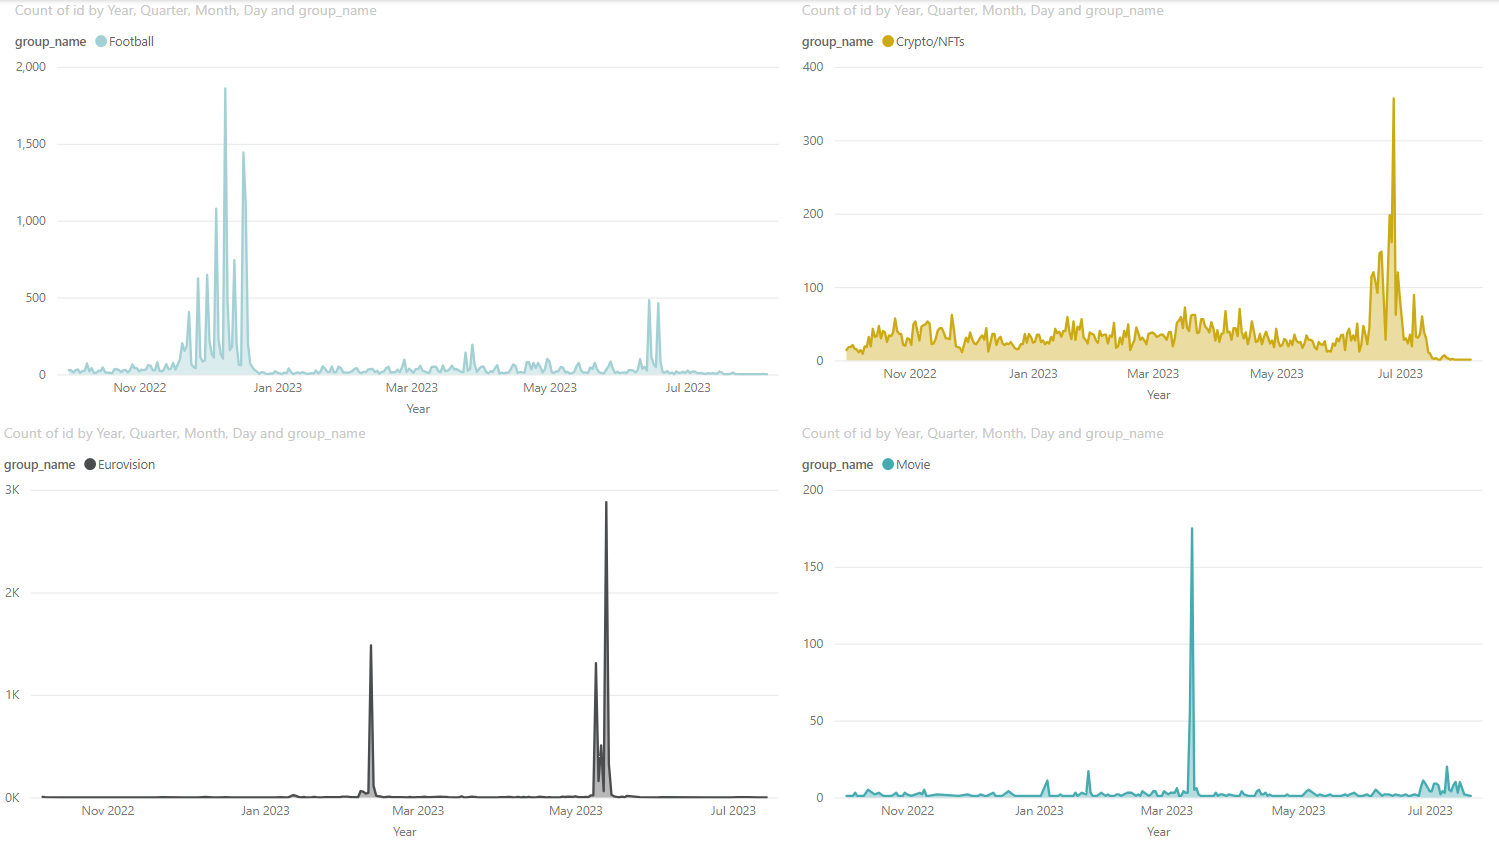 Count of id by Year, Quarter, Month, Day and group_name
group_name Football
2,000
1,500
1,000
500
0
Nov 2022 Jan 2023 Mar 2023 May 2023 Jul 2023
Year
Count of id by Year, Quarter, Month, Day and group_name
group_name Crypto/NFTs
400
300
200
100
0
Nov 2022 Jan 2023 Mar 2023 May 2023 Jul 2023
Year
Count of id by Year, Quarter, Month, Day and group_name
group_name Eurovision
3K
2K
1K
0K
Nov 2022 Jan 2023 Mar 2023 May 2023 Jul 2023
Year
Count of id by Year, Quarter, Month, Day and group_name
group_name Movie
200
150
100
50
0
Nov 2022 Jan 2023 Mar 2023 May 2023 Jul 2023
Year